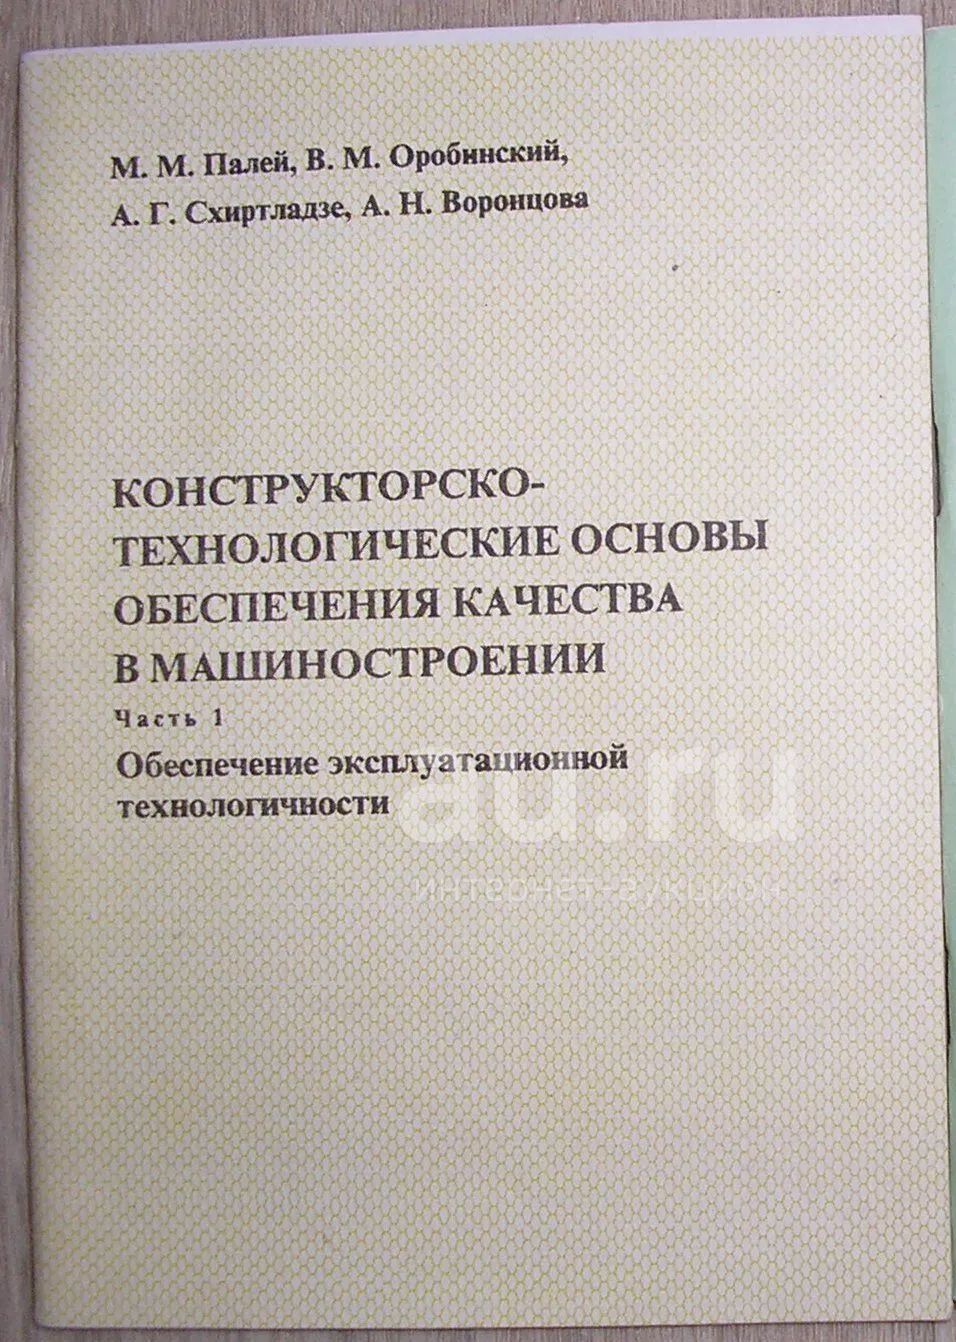 М. М. Палей, В. М. Оробинский,
А. Г. Схиртладзе, А. Н. Воронцова
КОНСТРУКТОРСКО-
ТЕХНОЛОГИЧЕСКИЕ ОСНОВЫ
ОБЕСПЕЧЕНИЯ КАЧЕСТВА
В МАШИНОСТРОЕНИИ
Часть 1
Обеспечение эксплуатационной
технологичности
au.ru
интернет-аукцион